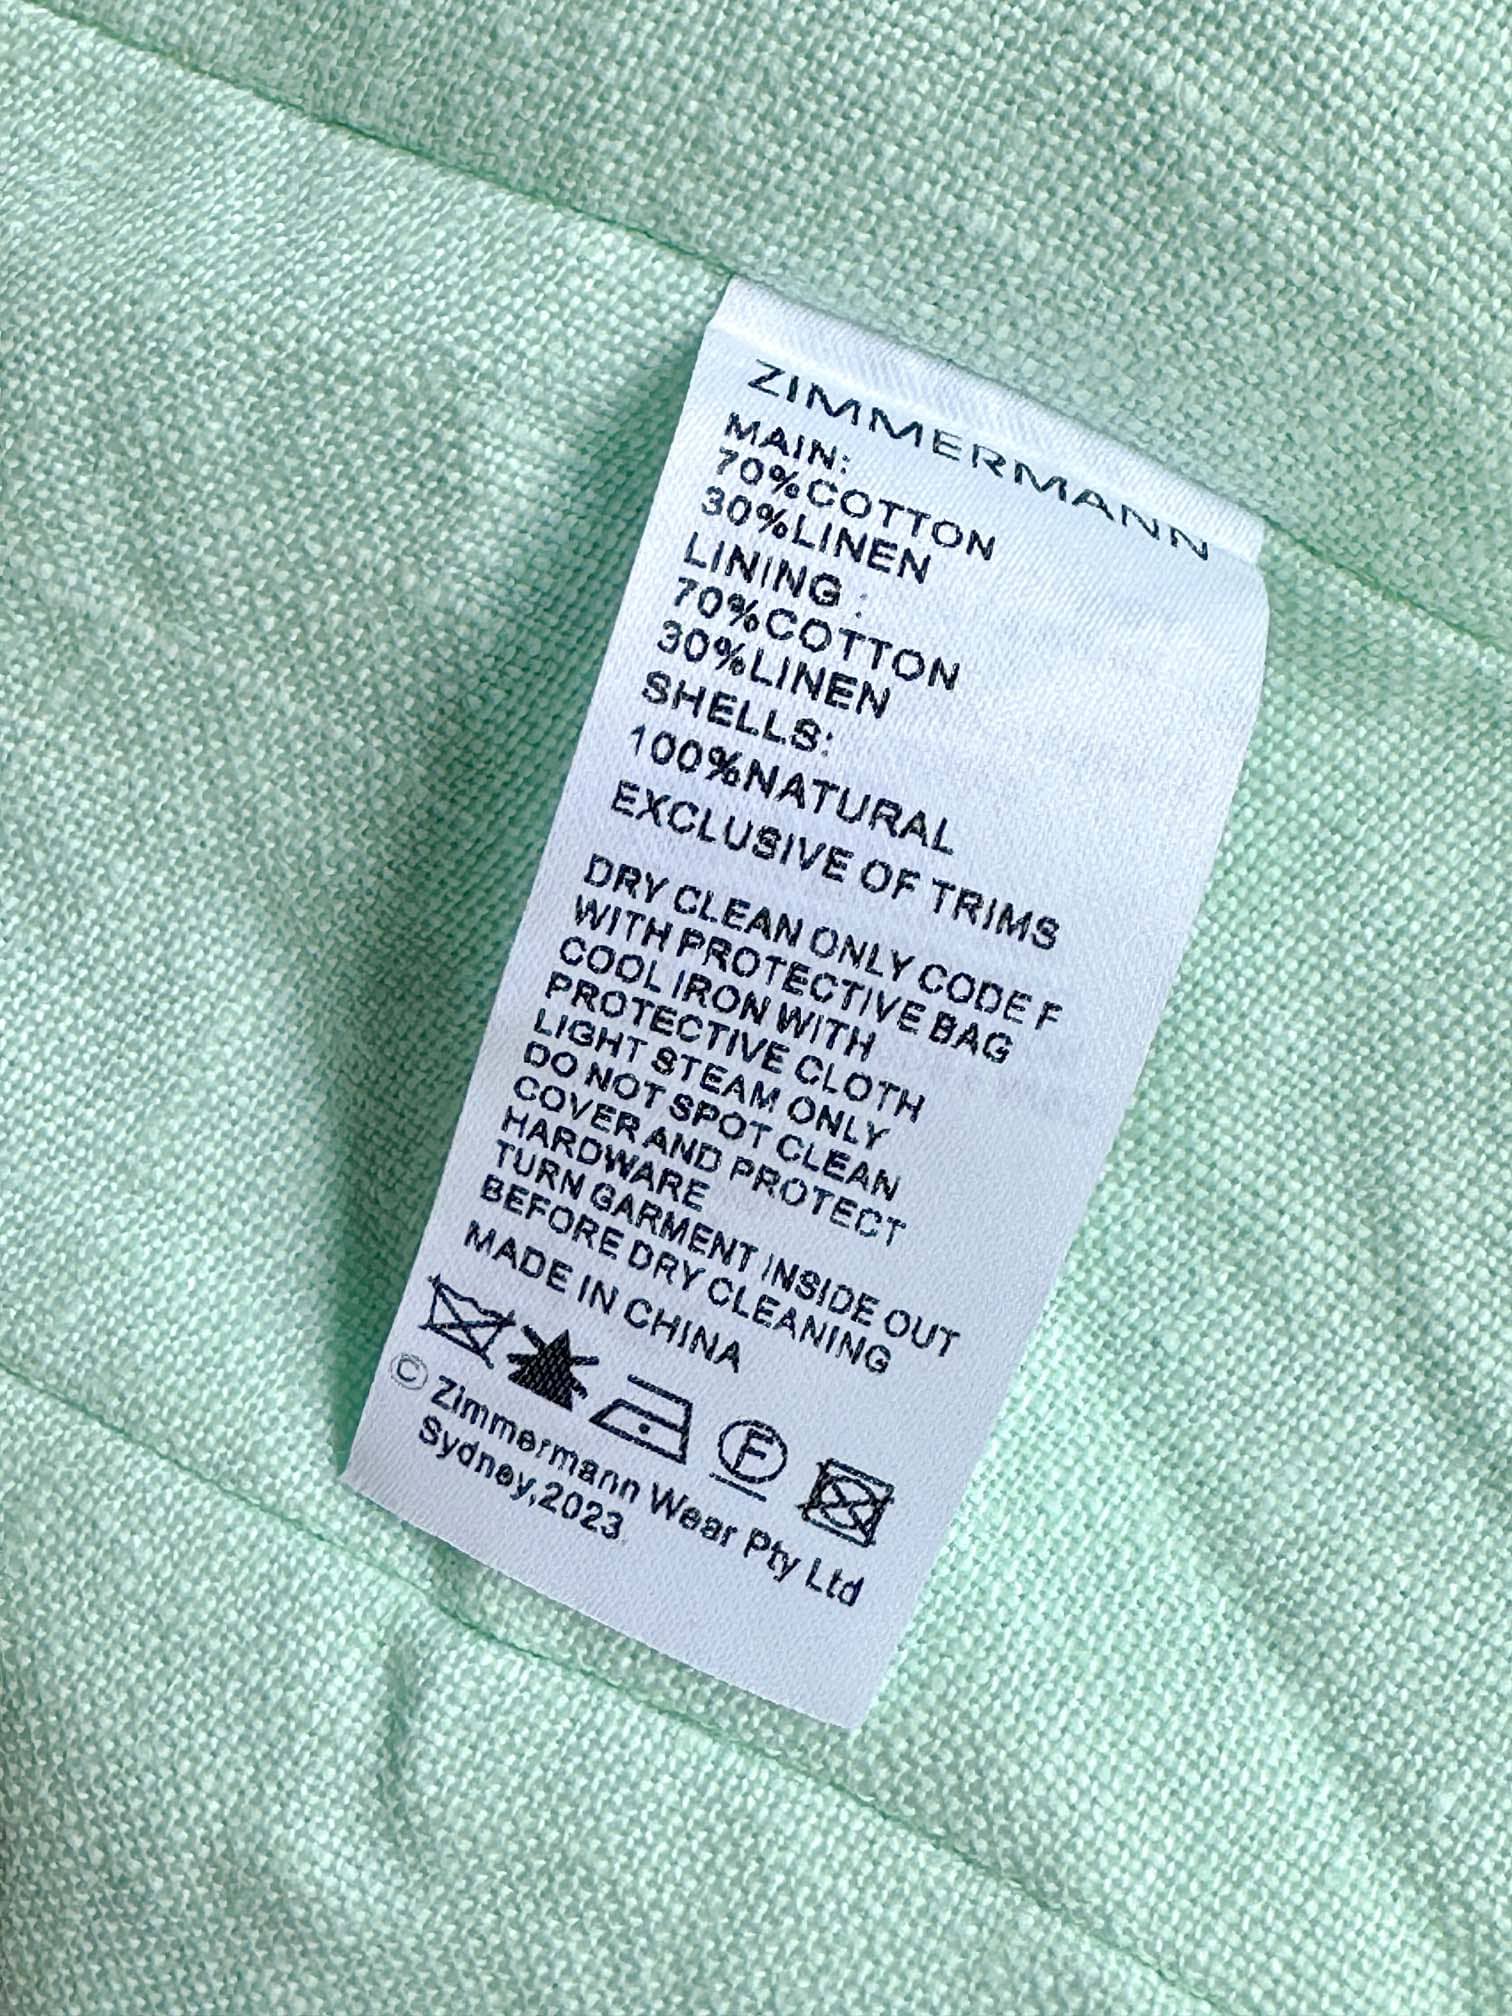 ZIMMERMANN
MAIN:
70%COTTON
30%LINEN
LINING :
70%COTTON
30%LINEN
SHELLS:
100%NATURAL
EXCLUSIVE OF TRIMS
DRY CLEAN ONLY CODE F
WITH PROTECTIVE BAG
COOL IRON WITH
PROTECTIVE CLOTH
LIGHT STEAM ONLY
DO NOT SPOT CLEAN
COVER AND PROTECT
HARDWARE
TURN GARMENT INSIDE OUT
BEFORE DRY CLEANING
MADE IN CHINA
F
© Zimmermann Wear Pty Ltd
Sydney,2023.